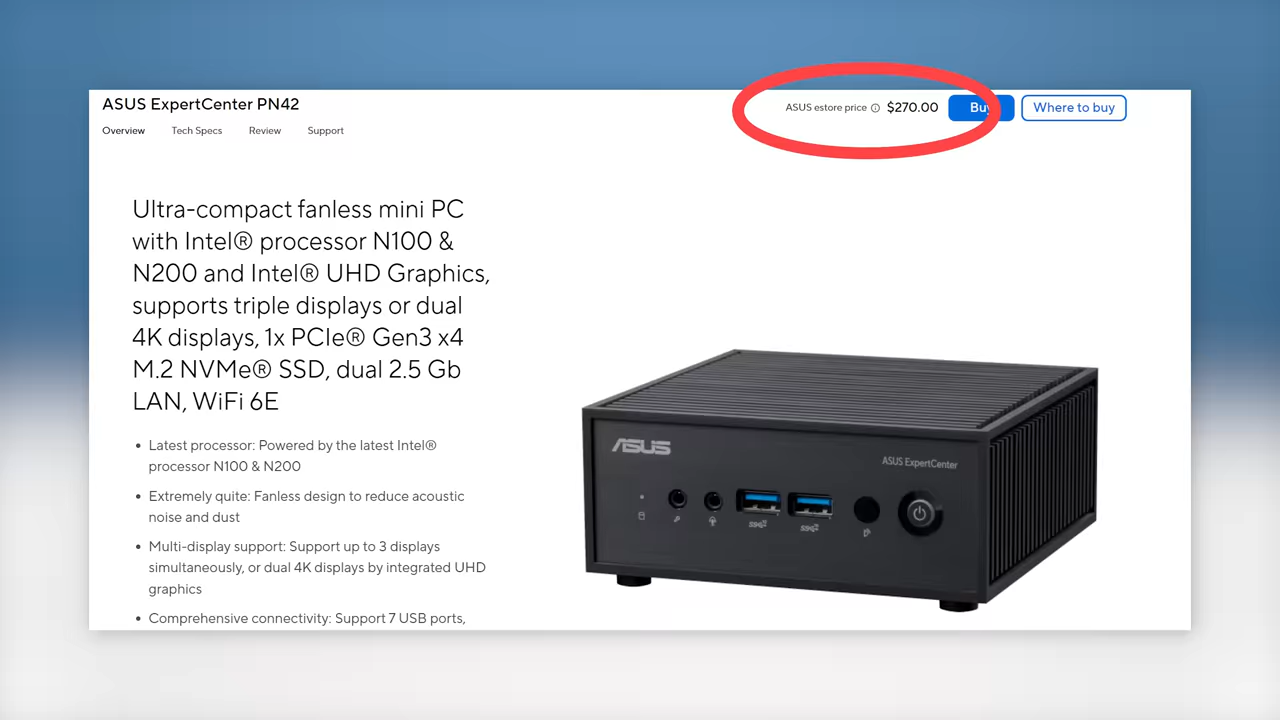 ASUS ExpertCenter PN42
ASUS estore price $270.00
Buy
Where to buy
Overview Tech Specs Review Support
Ultra-compact fanless mini PC
with Intel® processor N100 &
N200 and Intel® UHD Graphics,
supports triple displays or dual
4K displays, 1x PCIe® Gen3 x4
M.2 NVMe® SSD, dual 2.5 Gb
LAN, WiFi 6E
• Latest processor: Powered by the latest Intel®
processor N100 & N200
• Extremely quite: Fanless design to reduce acoustic
noise and dust
• Multi-display support: Support up to 3 displays
simultaneously, or dual 4K displays by integrated UHD
graphics
• Comprehensive connectivity: Support 7 USB ports,
ASUS
ASUS ExpertCenter